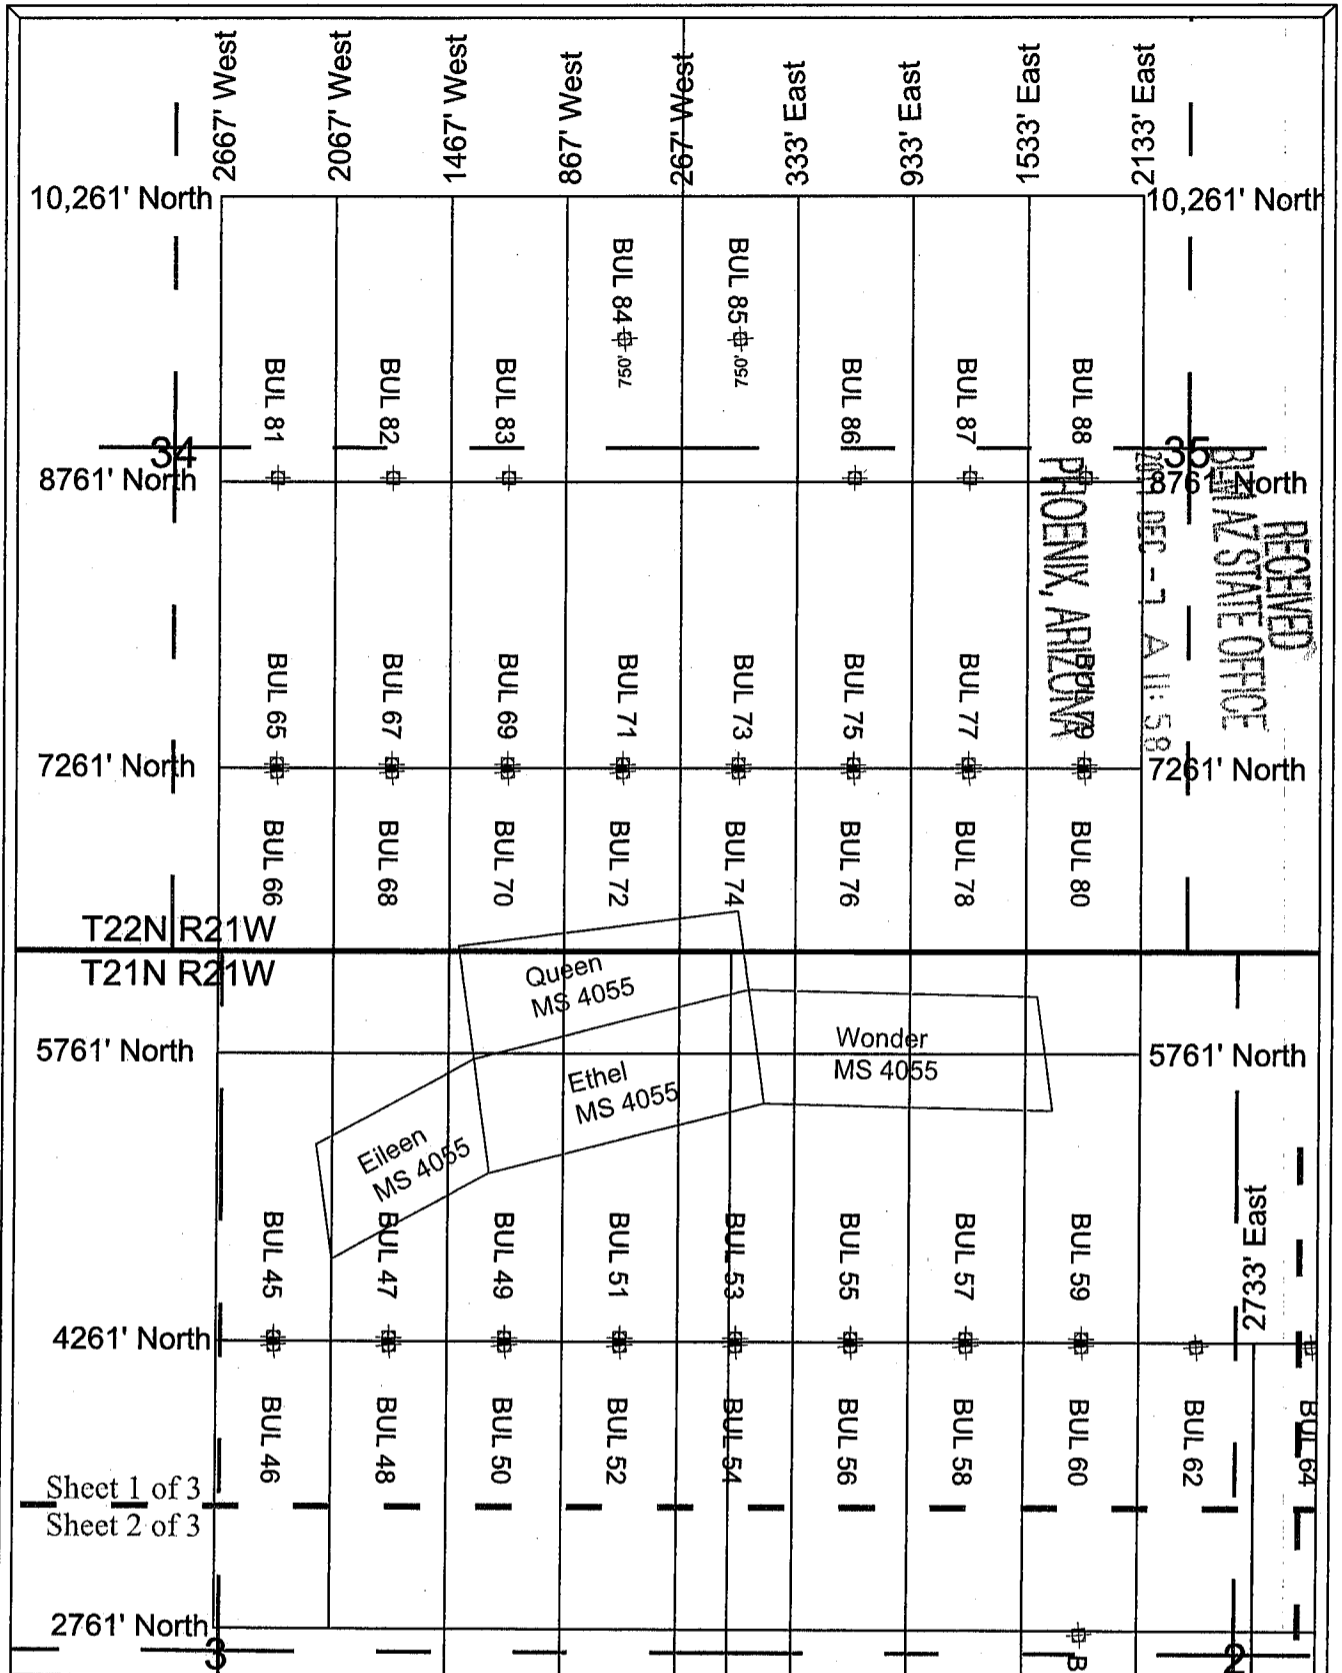 2667' West
2067' West
1467' West
867' West
267' West
333' East
933' East
1533' East
2133' East
10,261' North
10,261' North
BUL 84
750'
BUL 85
750'
BUL 81
BUL 82
BUL 83
BUL 86
BUL 87
BUL 88
34
35
8761' North
8761' North
RECEIVED
BLM AZ STATE OFFICE
DEC -7 A 11:58
PHOENIX, ARIZONA
BUL 65
BUL 67
BUL 69
BUL 71
BUL 73
BUL 75
BUL 77
BUL 79
7261' North
7261' North
BUL 66
BUL 68
BUL 70
BUL 72
BUL 74
BUL 76
BUL 78
BUL 80
T22N R21W
T21N R21W
Queen
MS 4055
5761' North
Wonder
MS 4055
5761' North
Ethel
MS 4055
Eileen
MS 4055
2733' East
BUL 45
BUL 47
BUL 49
BUL 51
BUL 53
BUL 55
BUL 57
BUL 59
4261' North
BUL 46
BUL 48
BUL 50
BUL 52
BUL 54
BUL 56
BUL 58
BUL 60
BUL 62
BUL 64
Sheet 1 of 3
Sheet 2 of 3
2761' North
3
2
B